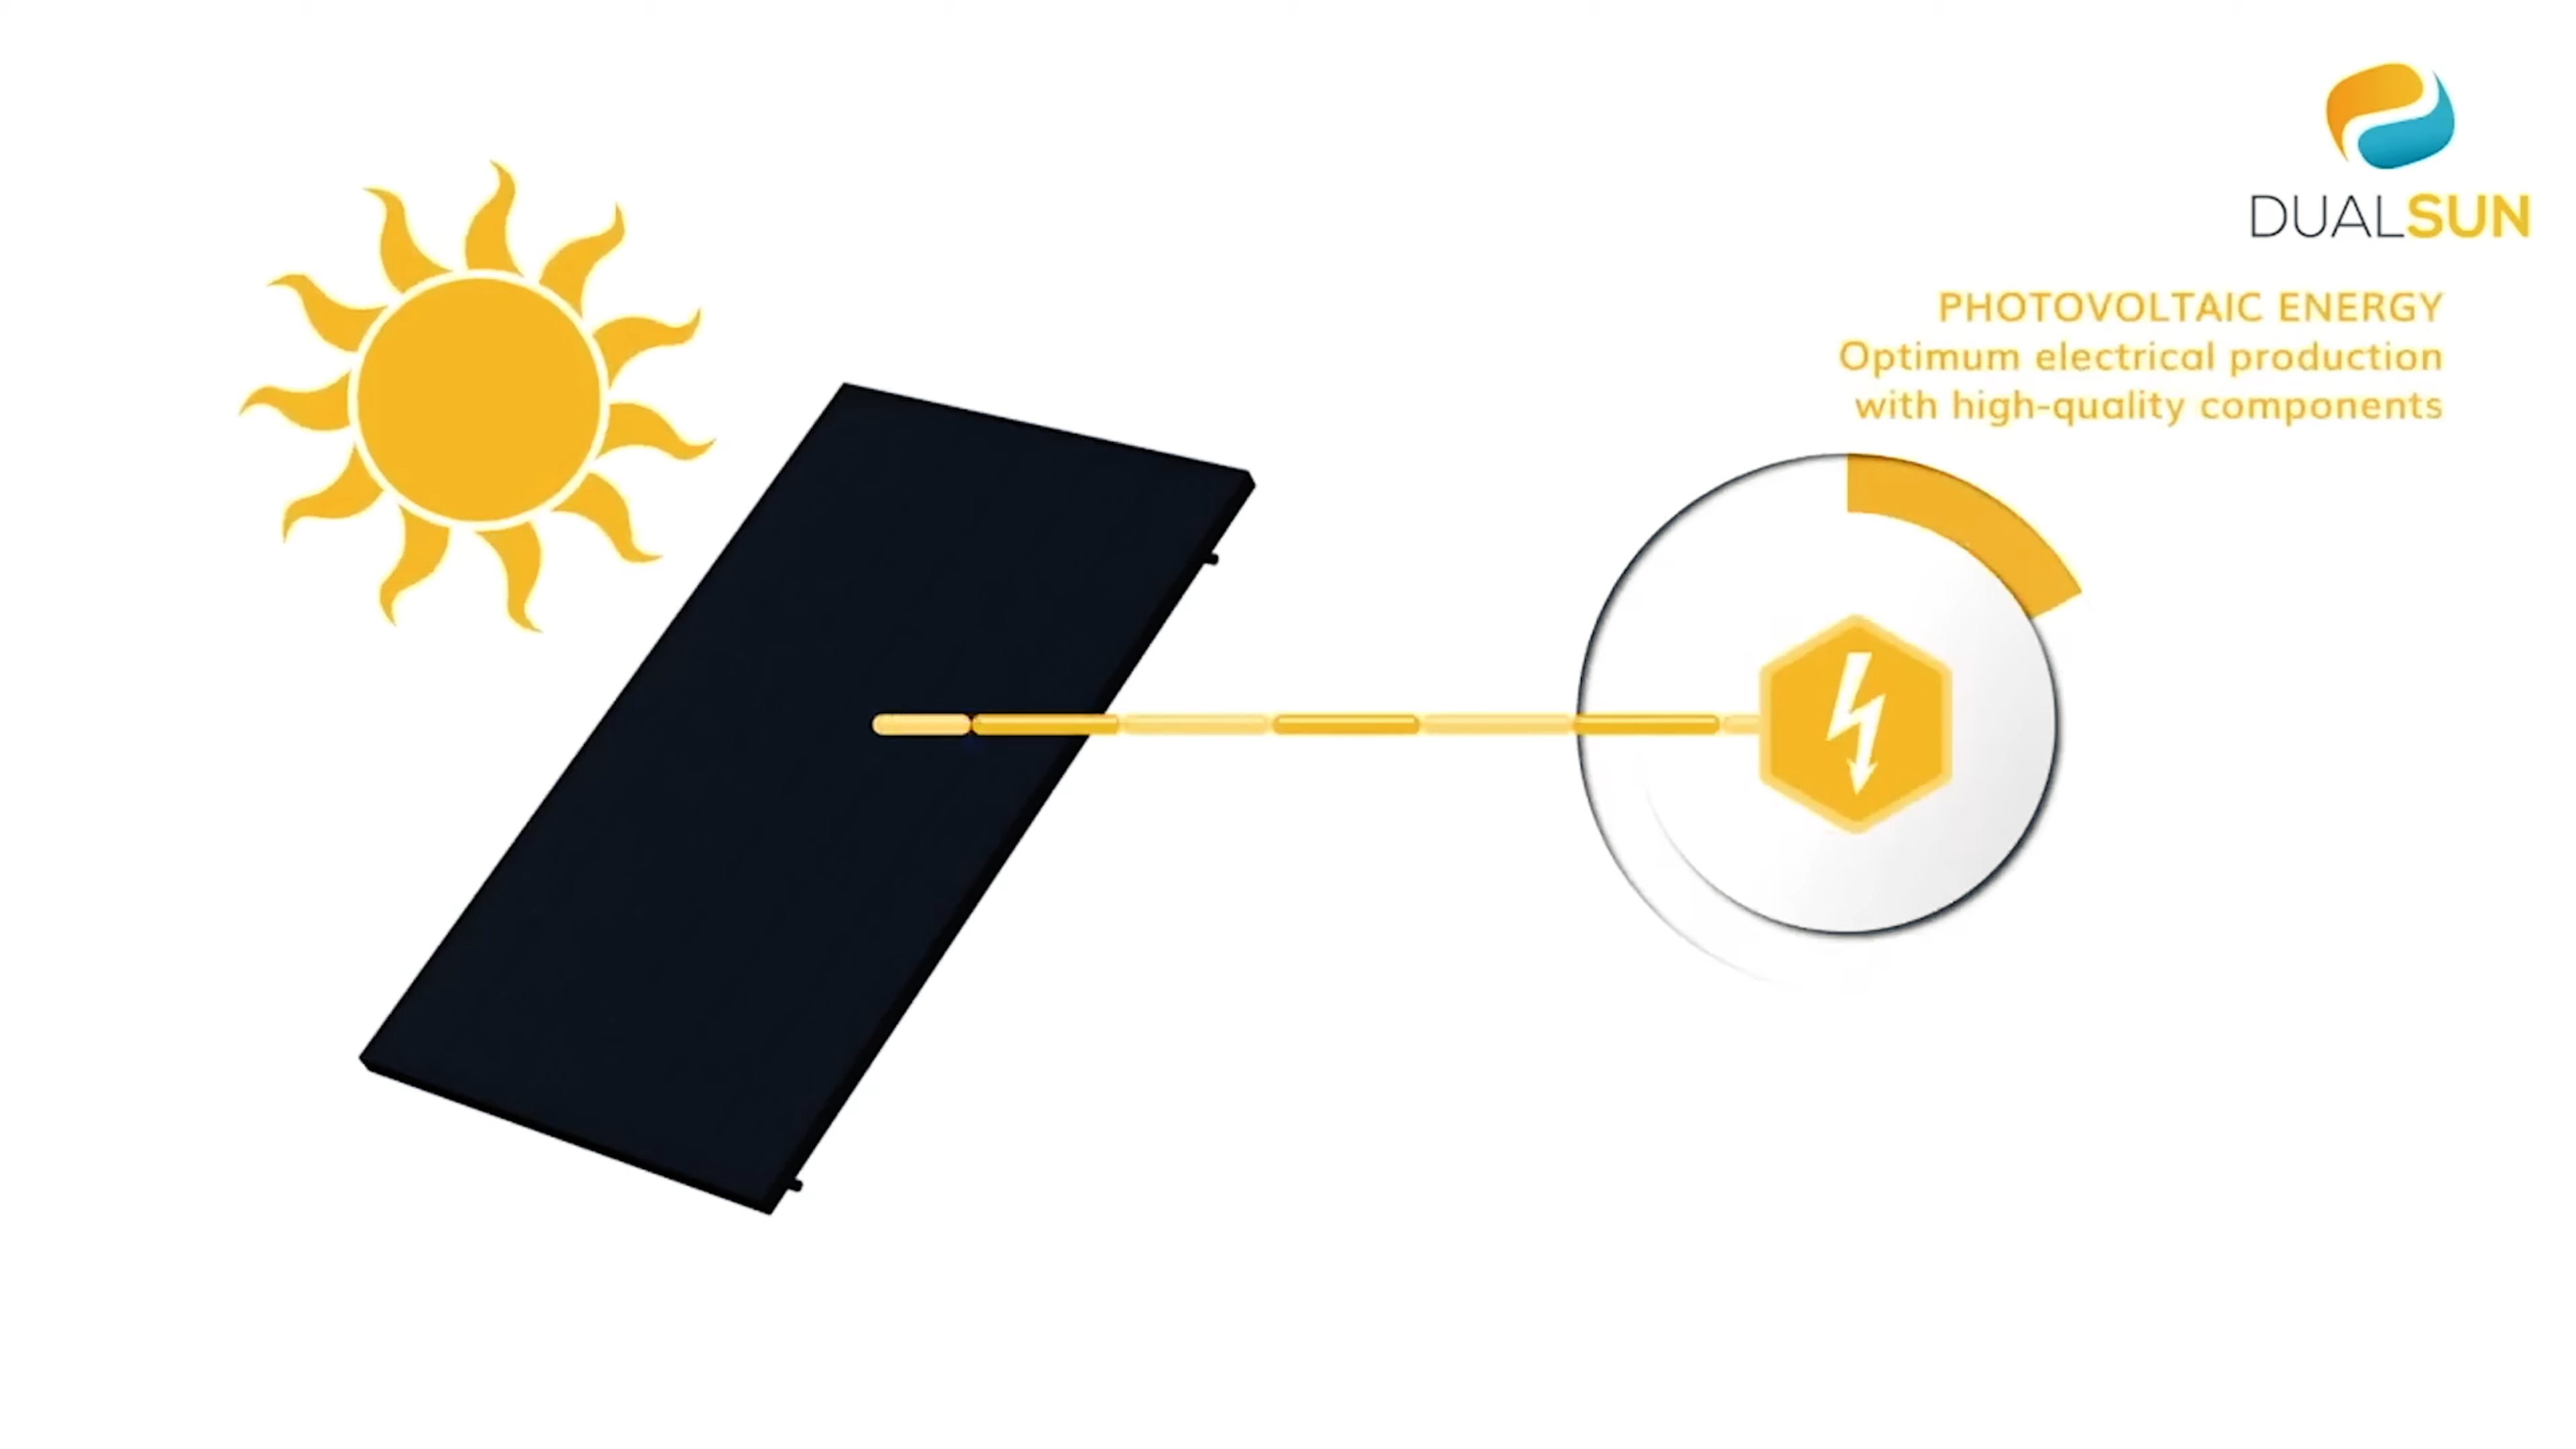 DUALSUN
PHOTOVOLTAIC ENERGY
Optimum electrical production
with high-quality components